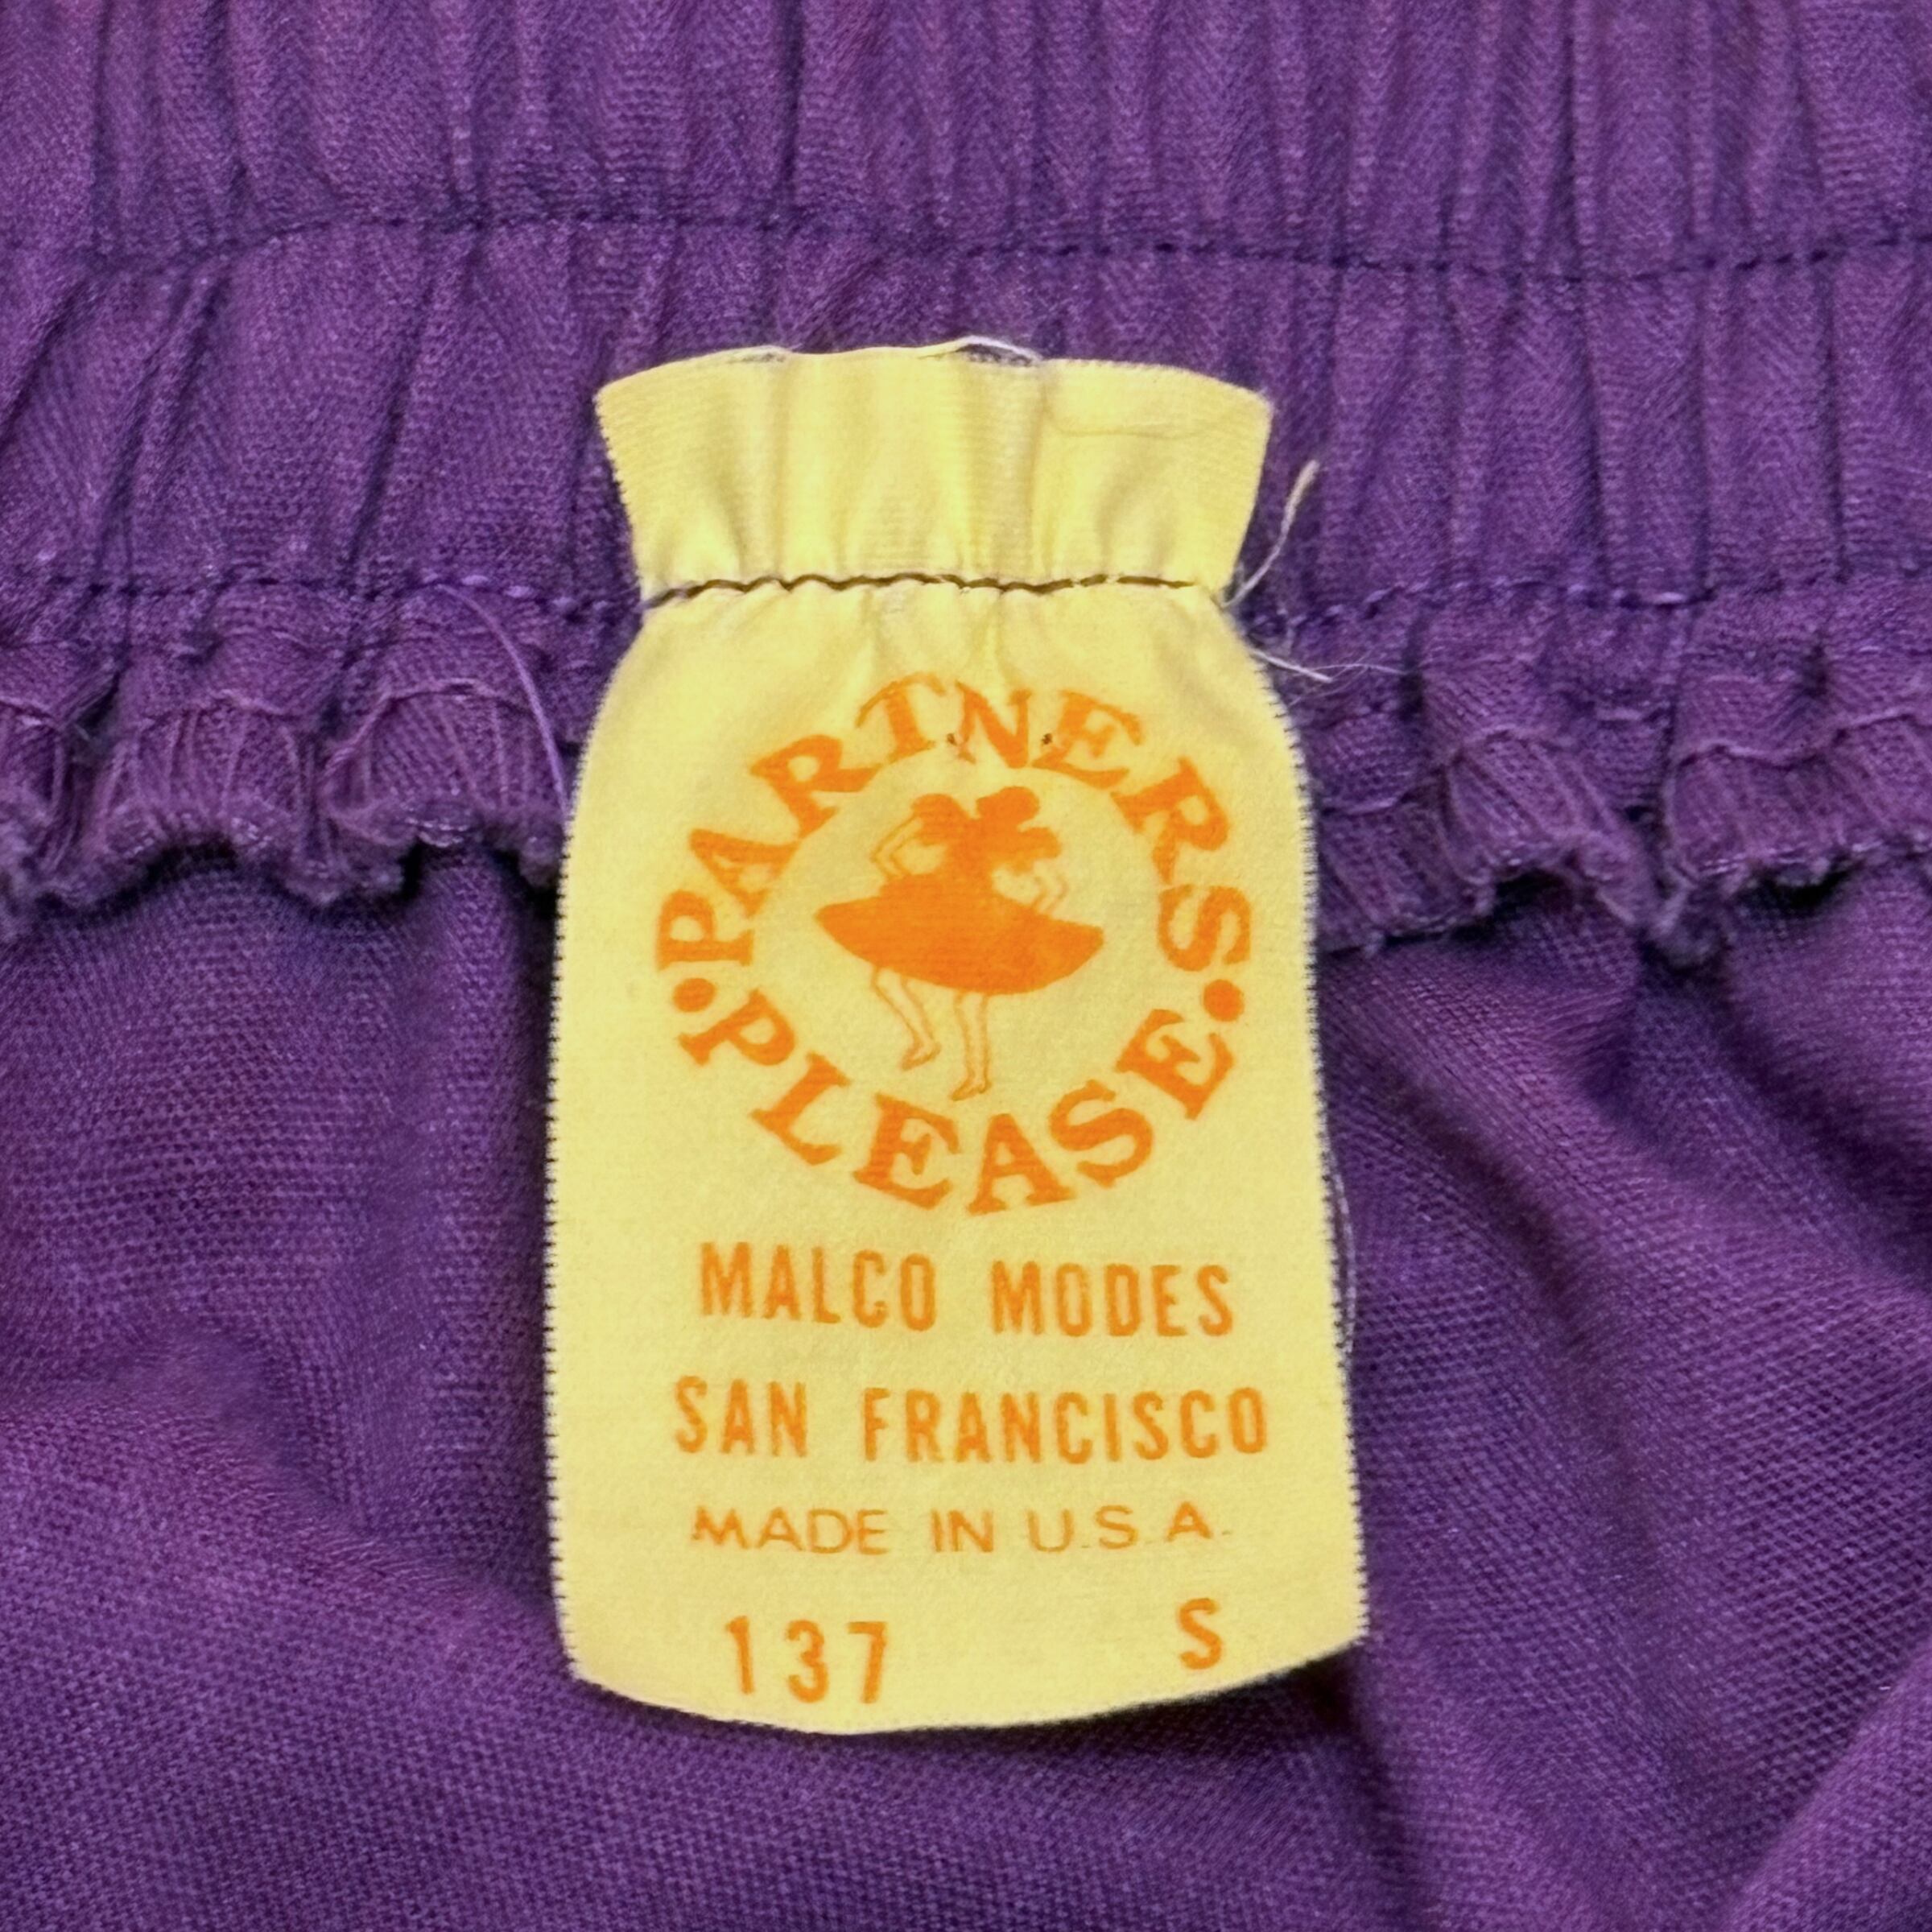 PARTNERS
• PLEASE •
MALCO MODES
SAN FRANCISCO
MADE IN U.S.A.
137 S